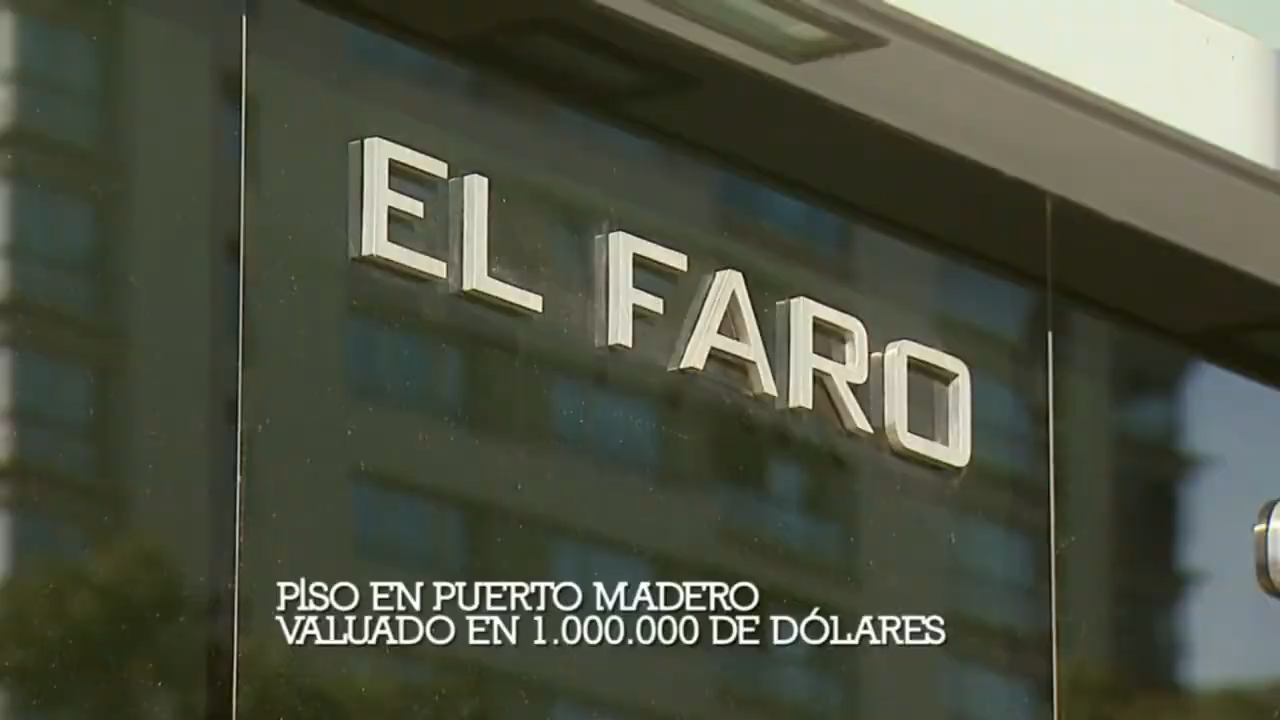 EL FARO
PISO EN PUERTO MADERO
VALUADO EN 1.000.000 DE DÓLARES